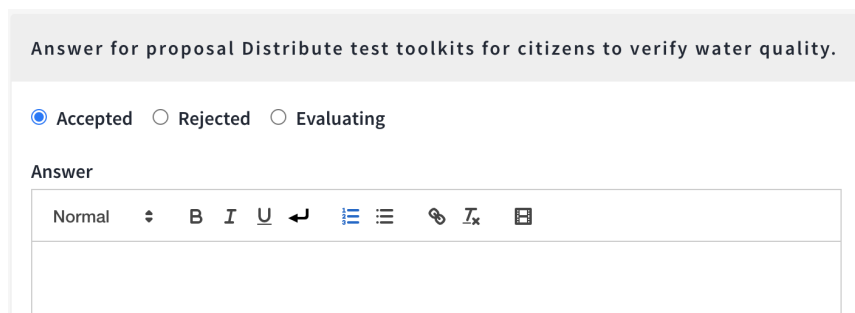 Answer for proposal Distribute test toolkits for citizens to verify water quality.
Accepted Rejected Evaluating
Answer
Normal B I U